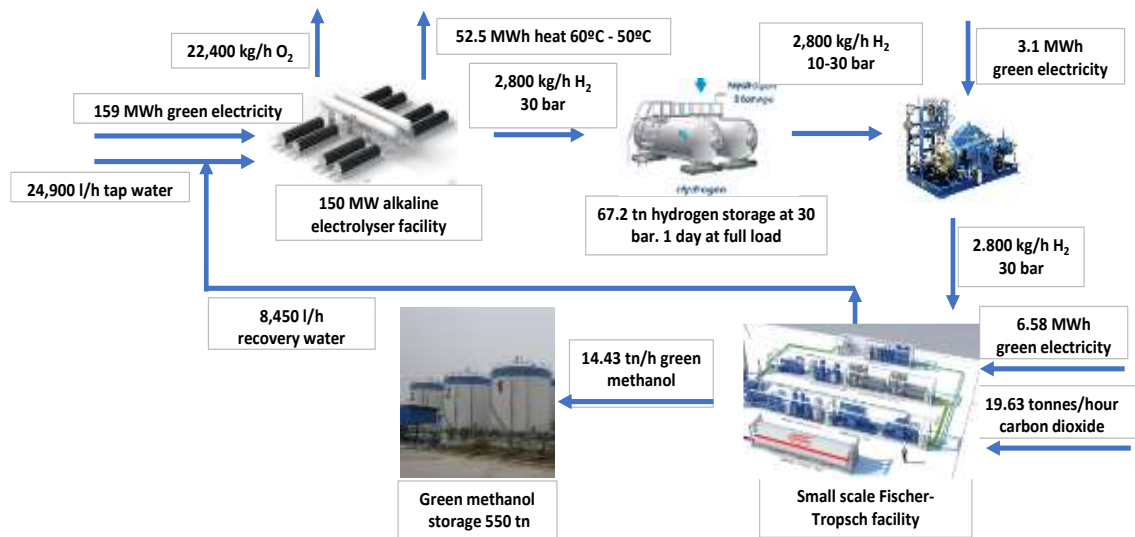 22,400 kg/h O₂
52.5 MWh heat 60ºC - 50ºC
2,800 kg/h H₂
30 bar
2,800 kg/h H₂
10-30 bar
3.1 MWh
green electricity
159 MWh green electricity
24,900 l/h tap water
150 MW alkaline
electrolyser facility
Storage
Hydrogen
67.2 tn hydrogen storage at 30
bar. 1 day at full load
2.800 kg/h H₂
30 bar
8,450 l/h
recovery water
14.43 tn/h green
methanol
6.58 MWh
green electricity
19.63 tonnes/hour
carbon dioxide
Green methanol
storage 550 tn
Small scale Fischer-
Tropsch facility